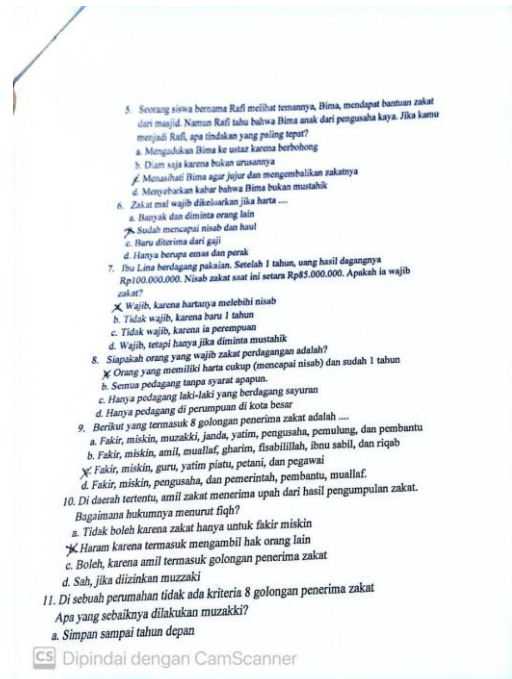 5. Seorang siswa bernama Rafi melihat temannya, Bima, mendapat bantuan zakat
dari masjid. Namun Rafi tahu bahwa Bima anak dari pengusaha kaya. Jika kamu
menjadi Rafi, apa tindakan yang paling tepat?
a. Mengadukan Bima ke ustaz karena berbohong
b. Diam saja karena bukan urusannya
c. Menasihati Bima agar jujur dan mengembalikan zakatnya
d. Menyebarkan kabar bahwa Bima bukan mustahik
6. Zakat mal wajib dikeluarkan jika harta ....
a. Banyak dan diminta orang lain
b. Sudah mencapai nisab dan haul
c. Baru diterima dari gaji
d. Hanya berupa emas dan perak
7. Ibu Lina berdagang pakaian. Setelah 1 tahun, uang hasil dagangnya
Rp100.000.000. Nisab zakat saat ini setara Rp85.000.000. Apakah ia wajib
zakat?
a. Wajib, karena hartanya melebihi nisab
b. Tidak wajib, karena baru 1 tahun
c. Tidak wajib, karena ia perempuan
d. Wajib, tetapi hanya jika diminta mustahik
8. Siapakah orang yang wajib zakat perdagangan adalah?
a. Orang yang memiliki harta cukup (mencapai nisab) dan sudah 1 tahun
b. Semua pedagang tanpa syarat apapun.
c. Hanya pedagang laki-laki yang berdagang sayuran
d. Hanya pedagang di perumpuan di kota besar
9. Berikut yang termasuk 8 golongan penerima zakat adalah ....
a. Fakir, miskin, muzakki, janda, yatim, pengusaha, pemulung, dan pembantu
b. Fakir, miskin, amil, muallaf, gharim, fisabilillah, ibnu sabil, dan riqab
c. Fakir, miskin, guru, yatim piatu, petani, dan pegawai
d. Fakir, miskin, pengusaha, dan pemerintah, pembantu, muallaf.
10. Di daerah tertentu, amil zakat menerima upah dari hasil pengumpulan zakat.
Bagaimana hukumnya menurut fiqh?
a. Tidak boleh karena zakat hanya untuk fakir miskin
b. Haram karena termasuk mengambil hak orang lain
c. Boleh, karena amil termasuk golongan penerima zakat
d. Sah, jika diizinkan muzzaki
11. Di sebuah perumahan tidak ada kriteria 8 golongan penerima zakat
Apa yang sebaiknya dilakukan muzakki?
a. Simpan sampai tahun depan
CS Dipindai dengan CamScanner